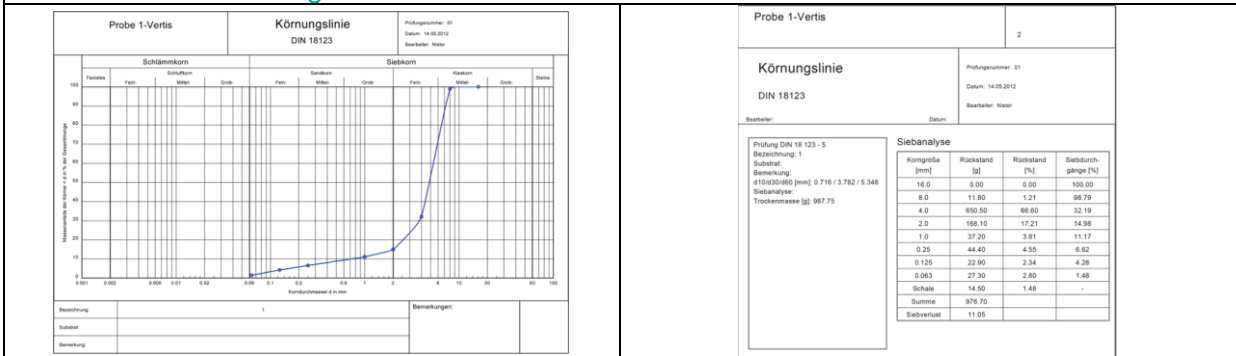 Probe 1-Vertis
Körnungslinie
DIN 18123
Prüfungsnummer: 01
Datum: 14.05.2012
Bearbeiter: Nistor
Schlämmkorn
Siebkorn
Feinstes
Schluffkorn
Sandkorn
Kieskorn
Steine
Fein- Mittel- Grob- Fein- Mittel- Grob- Fein- Mittel- Grob-
Massenanteile der Körner < d in % der Gesamtmenge
100
90
80
70
60
50
40
30
20
10
0
0.001 0.002 0.006 0.01 0.02 0.06 0.1 0.2 0.6 1 2 6 10 20 60 100
Korndurchmesser d in mm
Bezeichnung: 1
Substrat:
Bemerkung:
Bemerkungen:
Probe 1-Vertis
2
Körnungslinie
DIN 18123
Prüfungsnummer: 01
Datum: 14.05.2012
Bearbeiter: Nistor
Bearbeiter: Datum:
Prüfung DIN 18 123 - 5
Bezeichnung: 1
Substrat:
Bemerkung:
d10/d30/d60 [mm]: 0.716 / 3.782 / 5.348
Siebanalyse:
Trockenmasse [g]: 987.75
Siebanalyse
Korngröße [mm] Rückstand [g] Rückstand [%] Siebdurch-gänge [%]
16.0 0.00 0.00 100.00
8.0 11.80 1.21 98.79
4.0 650.50 66.60 32.19
2.0 168.10 17.21 14.98
1.0 37.20 3.81 11.17
0.25 44.40 4.55 6.62
0.125 22.90 2.34 4.28
0.063 27.30 2.80 1.48
Schale 14.50 1.48 -
Summe 976.70
Siebverlust 11.05